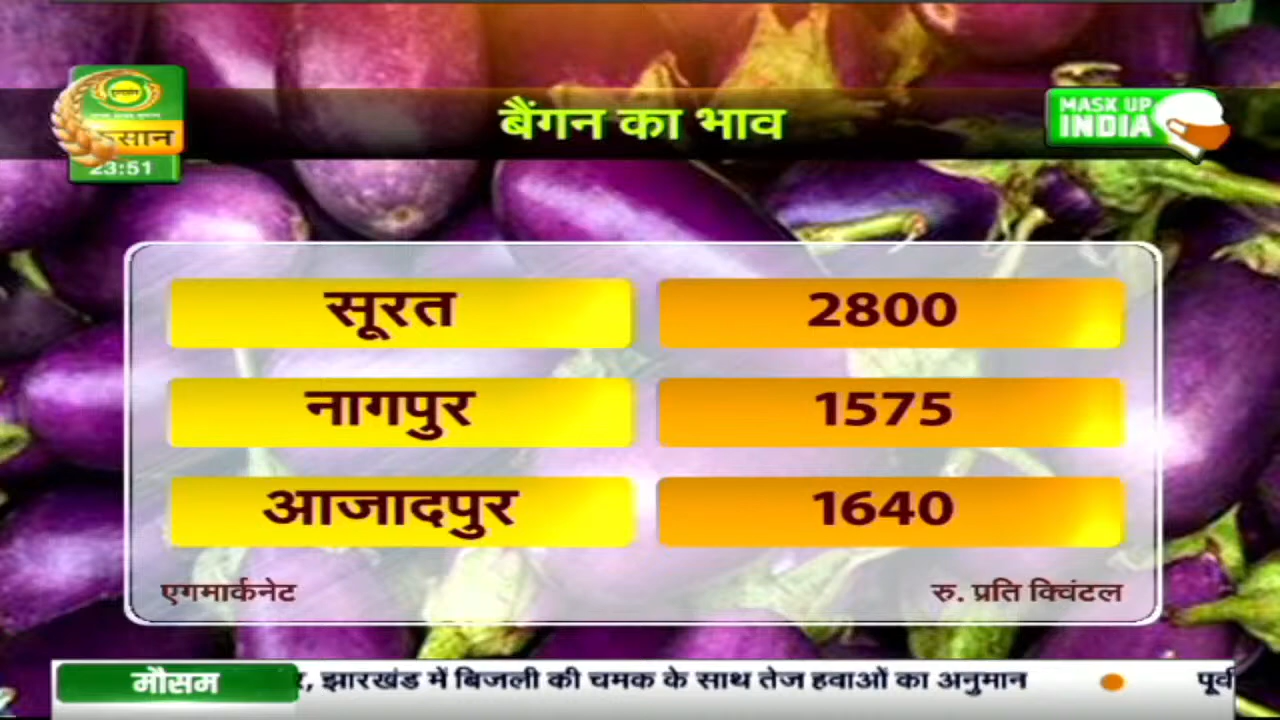 किसान
23:51
बैंगन का भाव
MASK UP
INDIA
सूरत 2800
नागपुर 1575
आजादपुर 1640
एगमार्कनेट रु. प्रति क्विंटल
मौसम , झारखंड में बिजली की चमक के साथ तेज हवाओं का अनुमान